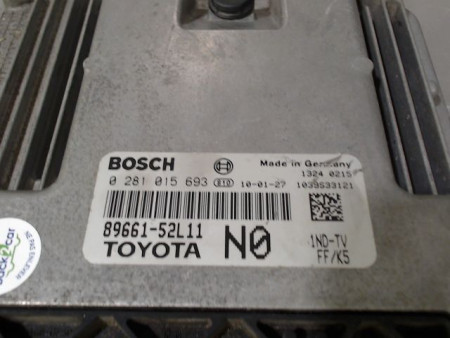 BOSCH
Made in Germany
1324 0215
0 281 015 693 E10 10-01-27 1039S33121
89661-52L11
TOYOTA N0
1ND-TV
FF/K5